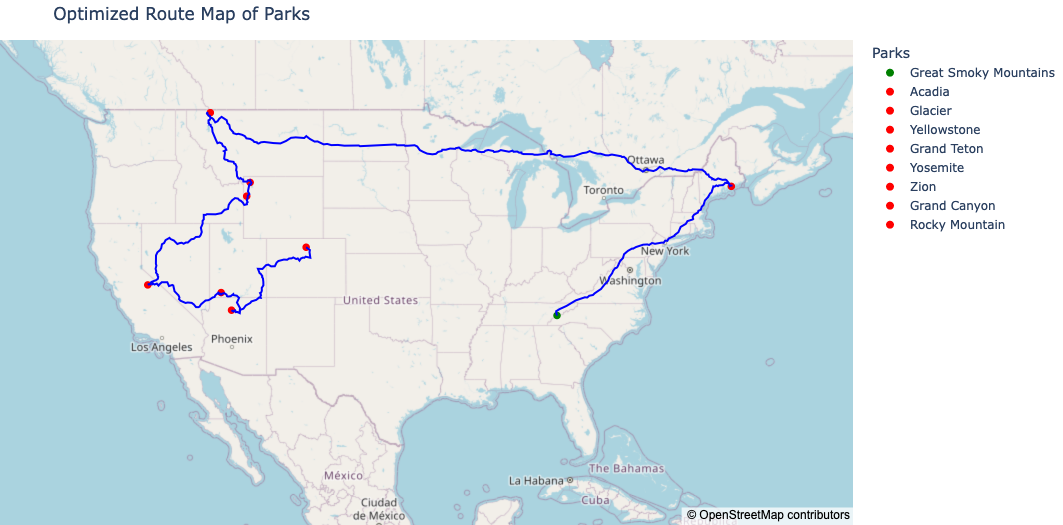 Optimized Route Map of Parks
Parks
Great Smoky Mountains
Acadia
Glacier
Yellowstone
Grand Teton
Yosemite
Zion
Grand Canyon
Rocky Mountain
Ottawa
Toronto
New York
Washington
United States
Phoenix
Los Angeles
México
Ciudad
de México
La Habana
The Bahamas
Cuba
© OpenStreetMap contributors